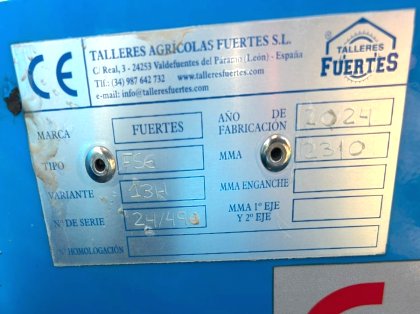 CE
TALLERES AGRÍCOLAS FUERTES S.L.
C/ Real, 3 - 24253 Valdefuentes del Páramo (León) - España
Tlf.: (34) 987 642 732 www.talleresfuertes.com
e-mail: info@talleresfuertes.com
TALLERES
FUERTES
MARCA FUERTES
TIPO FSE
VARIANTE 13H
Nº DE SERIE 24/490
Nº HOMOLOGACIÓN
AÑO DE
FABRICACIÓN 2024
MMA 2310
MMA ENGANCHE
MMA 1º EJE
Y 2º EJE